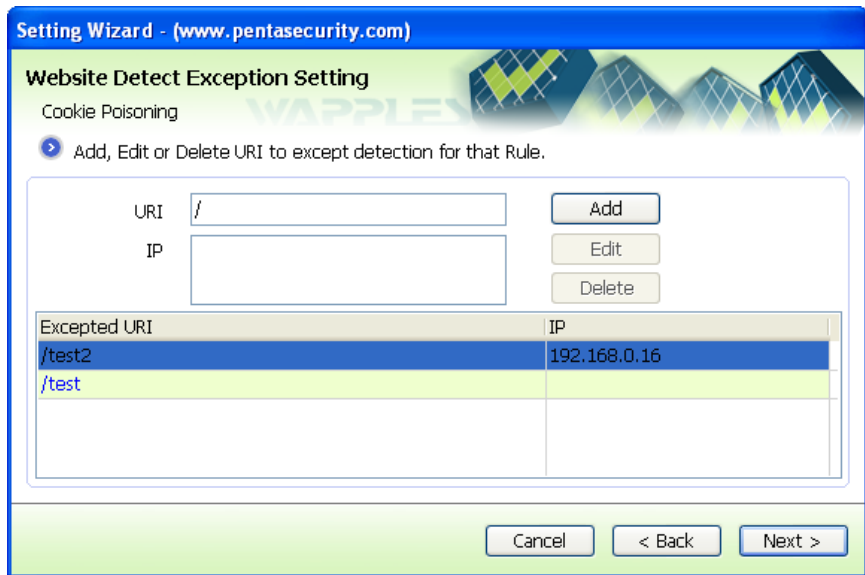 Setting Wizard - (www.pentasecurity.com)
Website Detect Exception Setting
WAPPLES
Cookie Poisoning
Add, Edit or Delete URI to except detection for that Rule.
URI / Add
IP Edit
Delete
Excepted URI IP
/test2 192.168.0.16
/test
Cancel < Back Next >